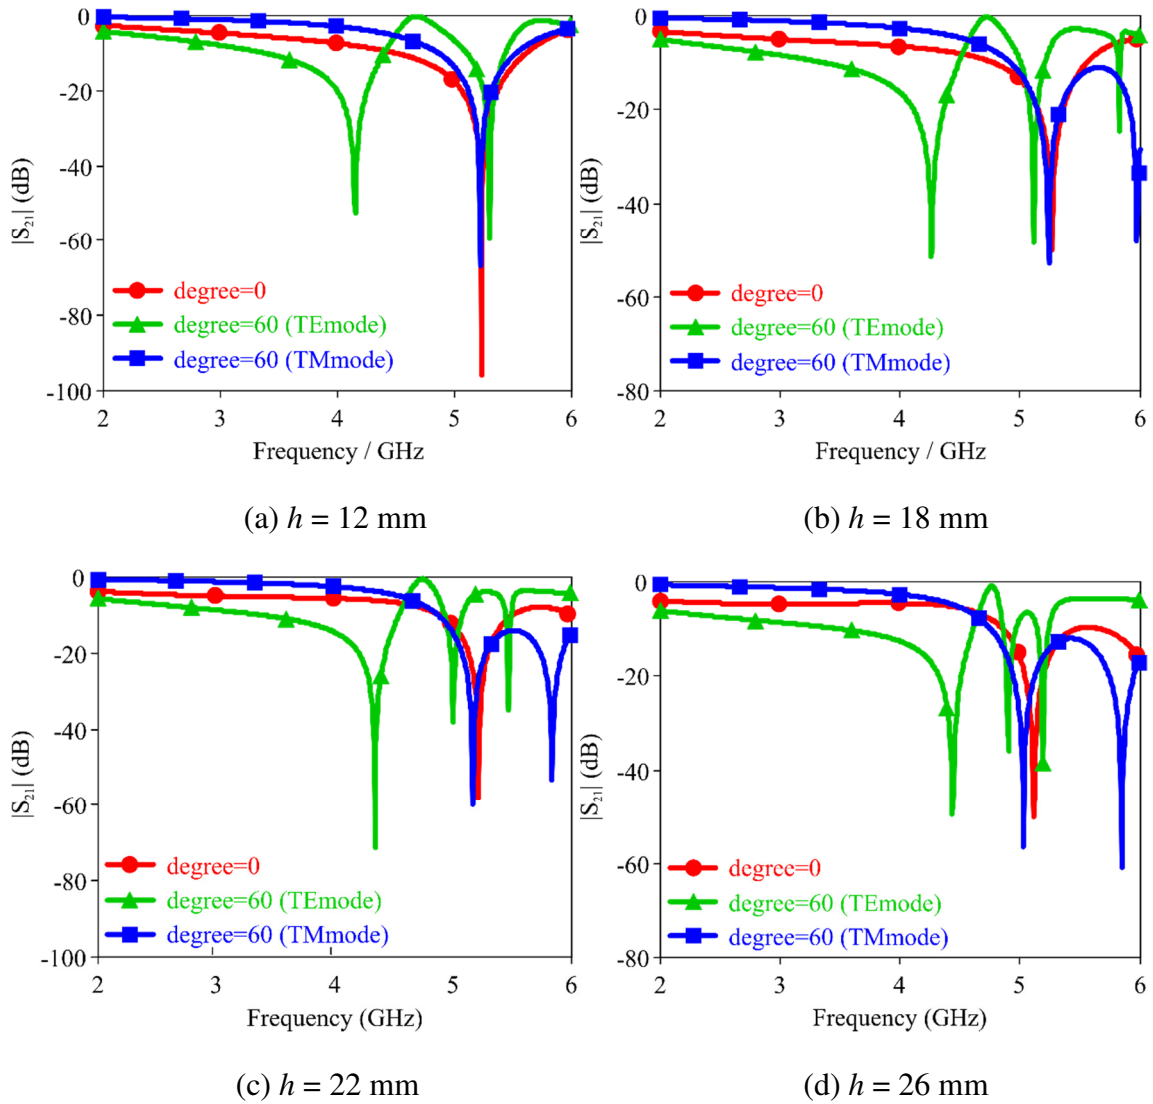 0
-20
-40
-60
-80
-100
|S21| (dB)
degree=0
degree=60 (TEmode)
degree=60 (TMmode)
2 3 4 5 6
Frequency / GHz
(a) h = 12 mm
0
-20
-40
-60
-80
|S21| (dB)
degree=0
degree=60 (TEmode)
degree=60 (TMmode)
2 3 4 5 6
Frequency / GHz
(b) h = 18 mm
0
-20
-40
-60
-80
-100
|S21| (dB)
degree=0
degree=60 (TEmode)
degree=60 (TMmode)
2 3 4 5 6
Frequency (GHz)
(c) h = 22 mm
0
-20
-40
-60
-80
|S21| (dB)
degree=0
degree=60 (TEmode)
degree=60 (TMmode)
2 3 4 5 6
Frequency (GHz)
(d) h = 26 mm